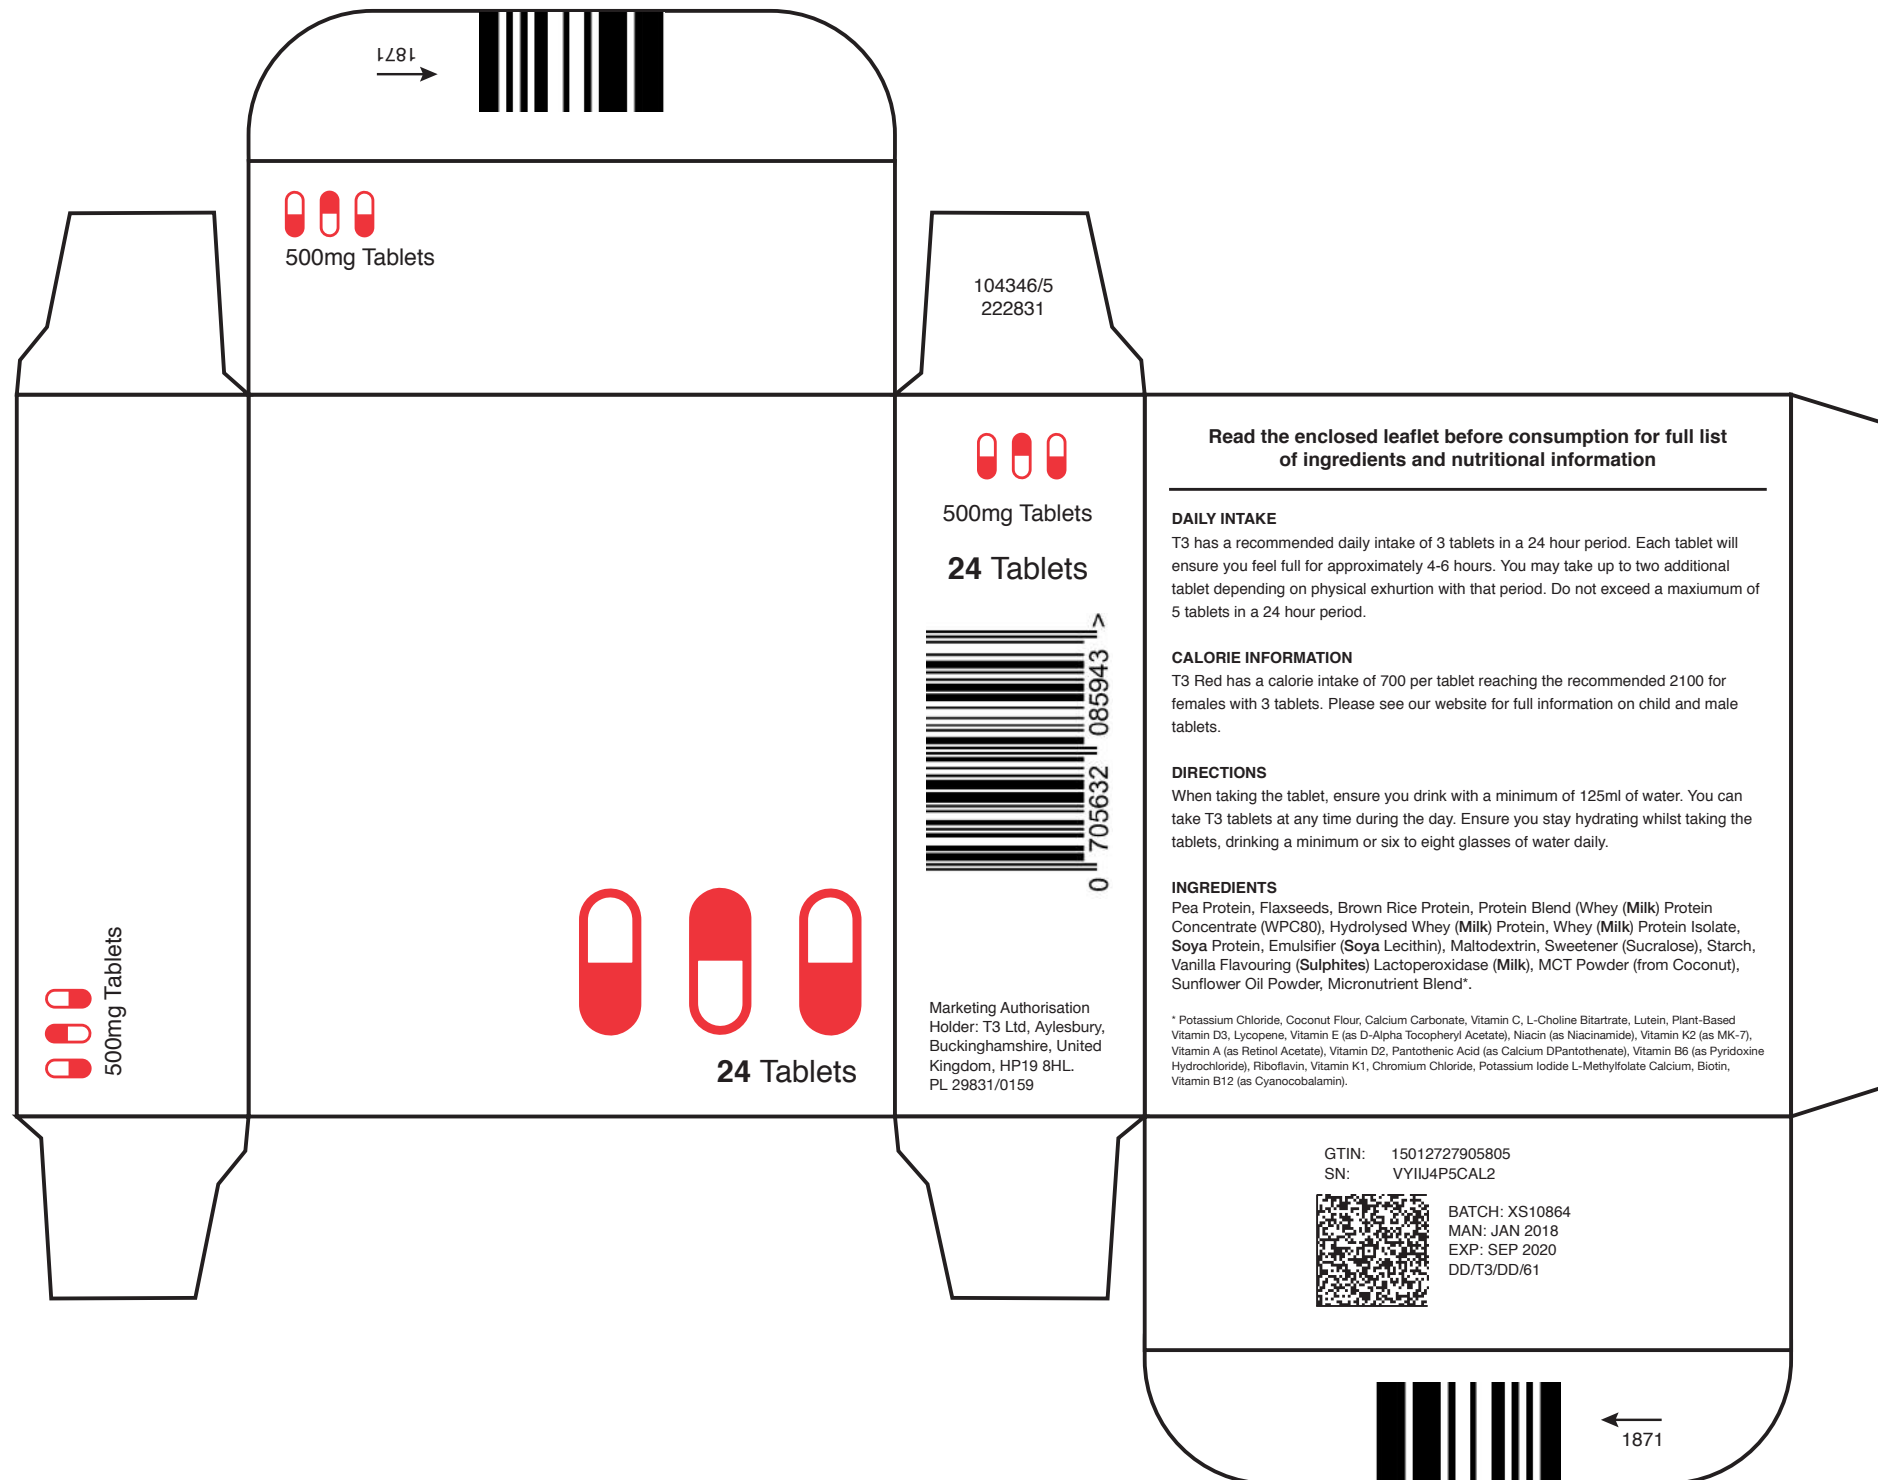 1871
500mg Tablets
104346/5
222831
500mg Tablets
24 Tablets
0 705632 085943 >
Marketing Authorisation
Holder: T3 Ltd, Aylesbury,
Buckinghamshire, United
Kingdom, HP19 8HL.
PL 29831/0159
500mg Tablets
24 Tablets
Read the enclosed leaflet before consumption for full list
of ingredients and nutritional information
DAILY INTAKE
T3 has a recommended daily intake of 3 tablets in a 24 hour period. Each tablet will
ensure you feel full for approximately 4-6 hours. You may take up to two additional
tablet depending on physical exhurtion with that period. Do not exceed a maxiumum of
5 tablets in a 24 hour period.
CALORIE INFORMATION
T3 Red has a calorie intake of 700 per tablet reaching the recommended 2100 for
females with 3 tablets. Please see our website for full information on child and male
tablets.
DIRECTIONS
When taking the tablet, ensure you drink with a minimum of 125ml of water. You can
take T3 tablets at any time during the day. Ensure you stay hydrating whilst taking the
tablets, drinking a minimum or six to eight glasses of water daily.
INGREDIENTS
Pea Protein, Flaxseeds, Brown Rice Protein, Protein Blend (Whey (Milk) Protein
Concentrate (WPC80), Hydrolysed Whey (Milk) Protein, Whey (Milk) Protein Isolate,
Soya Protein, Emulsifier (Soya Lecithin), Maltodextrin, Sweetener (Sucralose), Starch,
Vanilla Flavouring (Sulphites) Lactoperoxidase (Milk), MCT Powder (from Coconut),
Sunflower Oil Powder, Micronutrient Blend*.
* Potassium Chloride, Coconut Flour, Calcium Carbonate, Vitamin C, L-Choline Bitartrate, Lutein, Plant-Based
Vitamin D3, Lycopene, Vitamin E (as D-Alpha Tocopheryl Acetate), Niacin (as Niacinamide), Vitamin K2 (as MK-7),
Vitamin A (as Retinol Acetate), Vitamin D2, Pantothenic Acid (as Calcium DPantothenate), Vitamin B6 (as Pyridoxine
Hydrochloride), Riboflavin, Vitamin K1, Chromium Chloride, Potassium Iodide L-Methylfolate Calcium, Biotin,
Vitamin B12 (as Cyanocobalamin).
GTIN: 15012727905805
SN: VYIIJ4P5CAL2
BATCH: XS10864
MAN: JAN 2018
EXP: SEP 2020
DD/T3/DD/61
1871